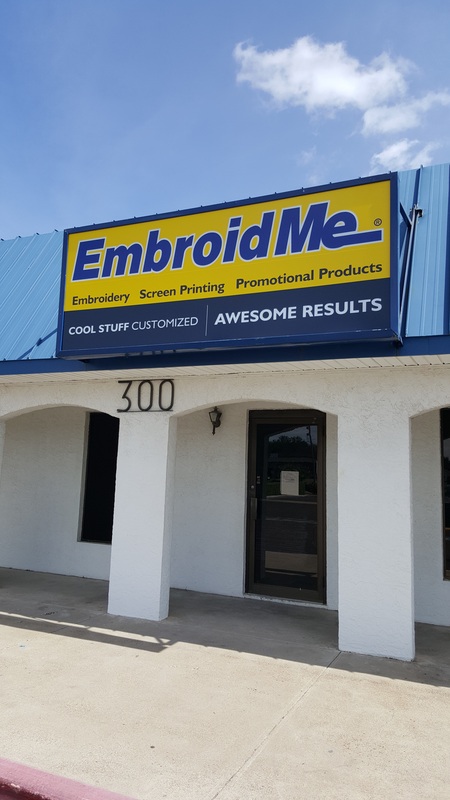 EmbroidMe®
Embroidery Screen Printing Promotional Products
COOL STUFF CUSTOMIZED AWESOME RESULTS
300